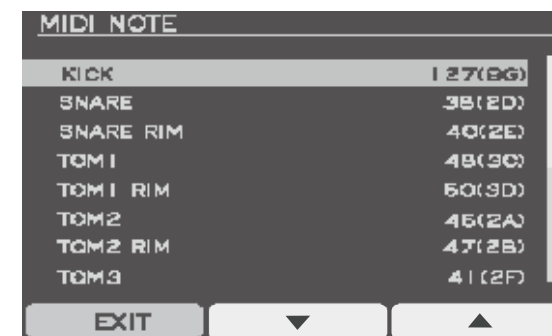 MIDI NOTE
KICK 127(9G)
SNARE 38(2D)
SNARE RIM 40(2E)
TOM1 48(3C)
TOM1 RIM 50(3D)
TOM2 45(2A)
TOM2 RIM 47(2B)
TOM3 41(2F)
EXIT